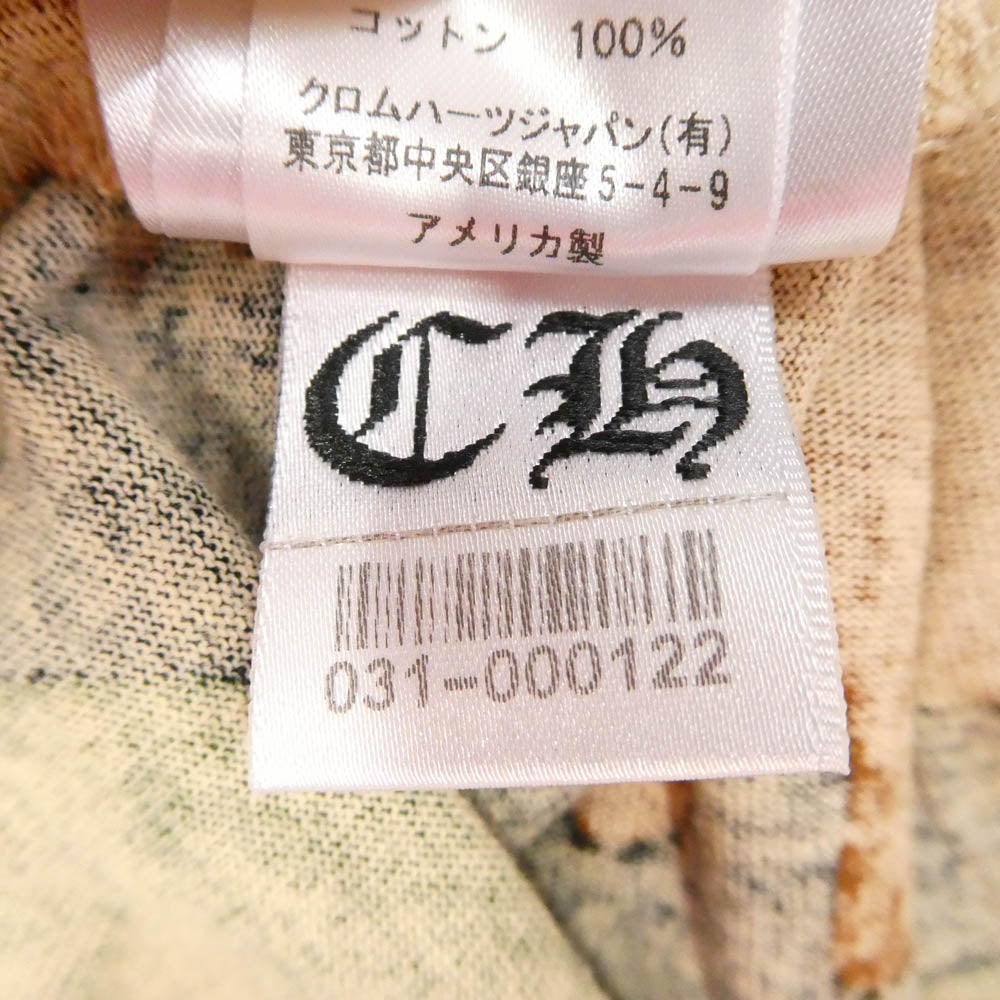 コットン 100%
クロムハーツジャパン(有)
東京都中央区銀座5-4-9
アメリカ製
CH
031-000122